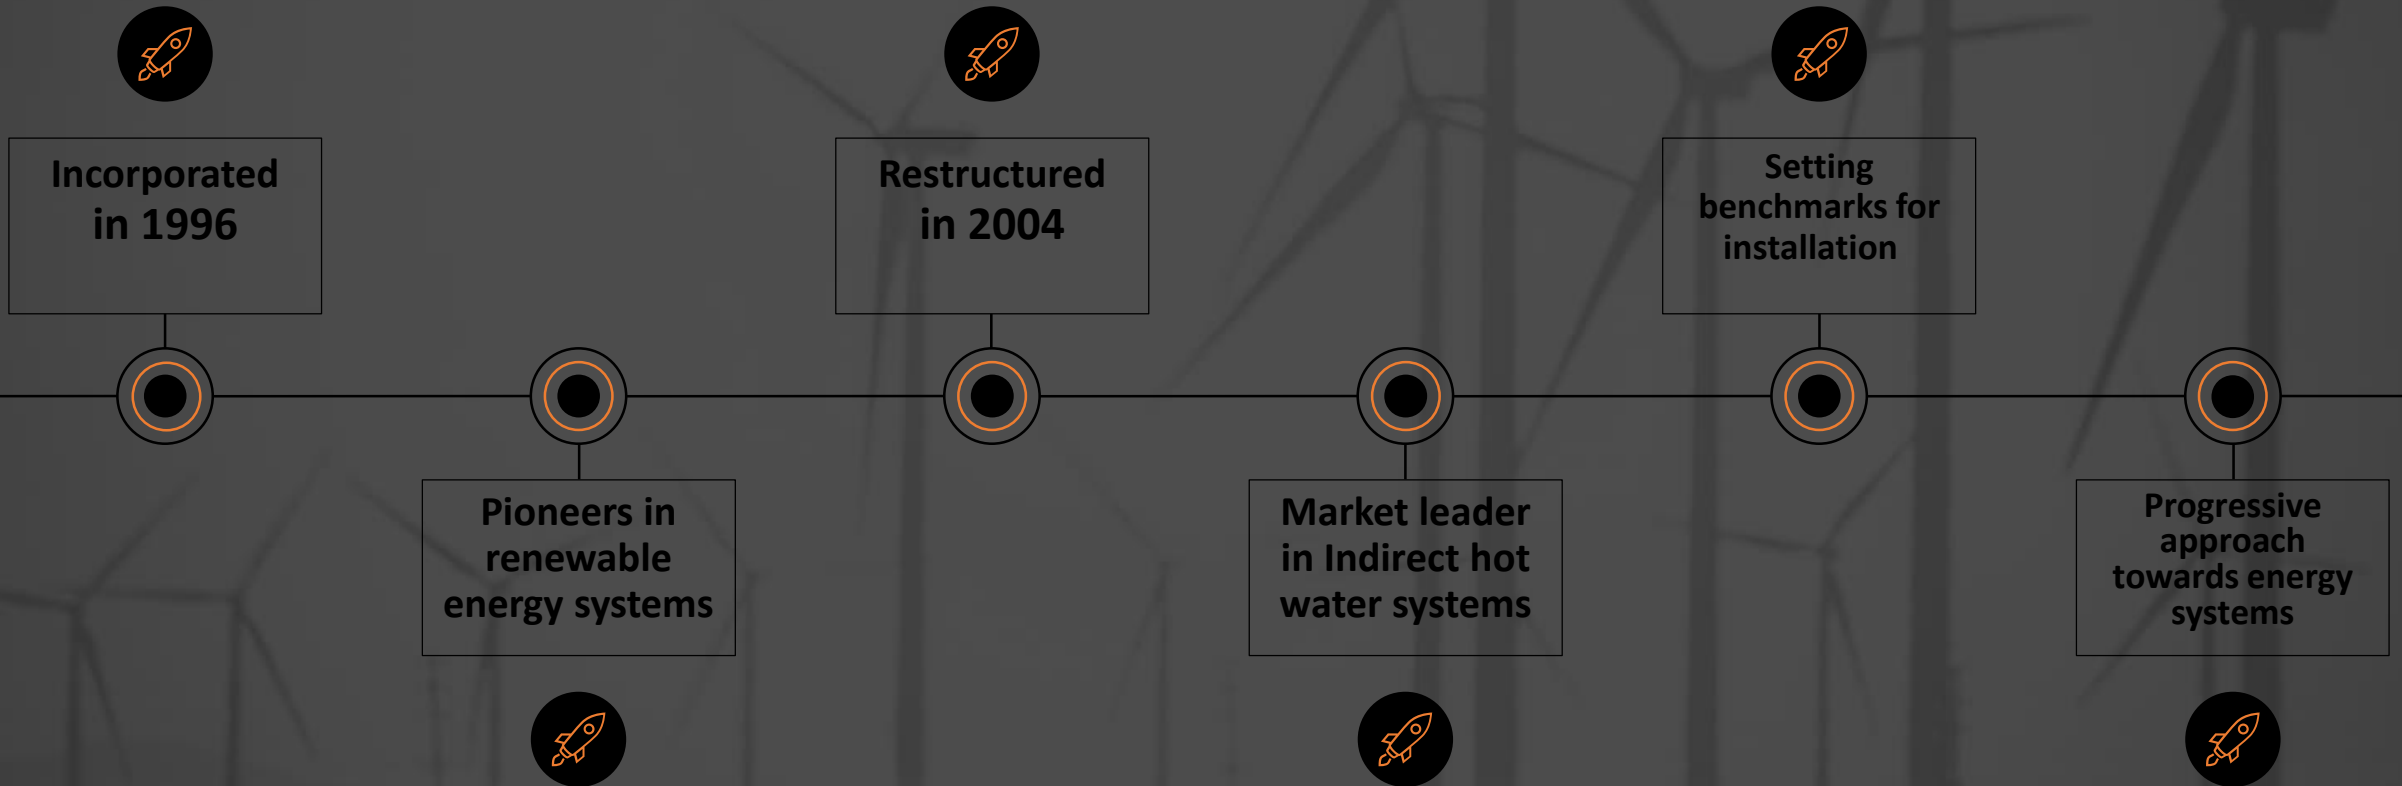 Incorporated
in 1996
Pioneers in
renewable
energy systems
Restructured
in 2004
Market leader
in Indirect hot
water systems
Setting
benchmarks for
installation
Progressive
approach
towards energy
systems